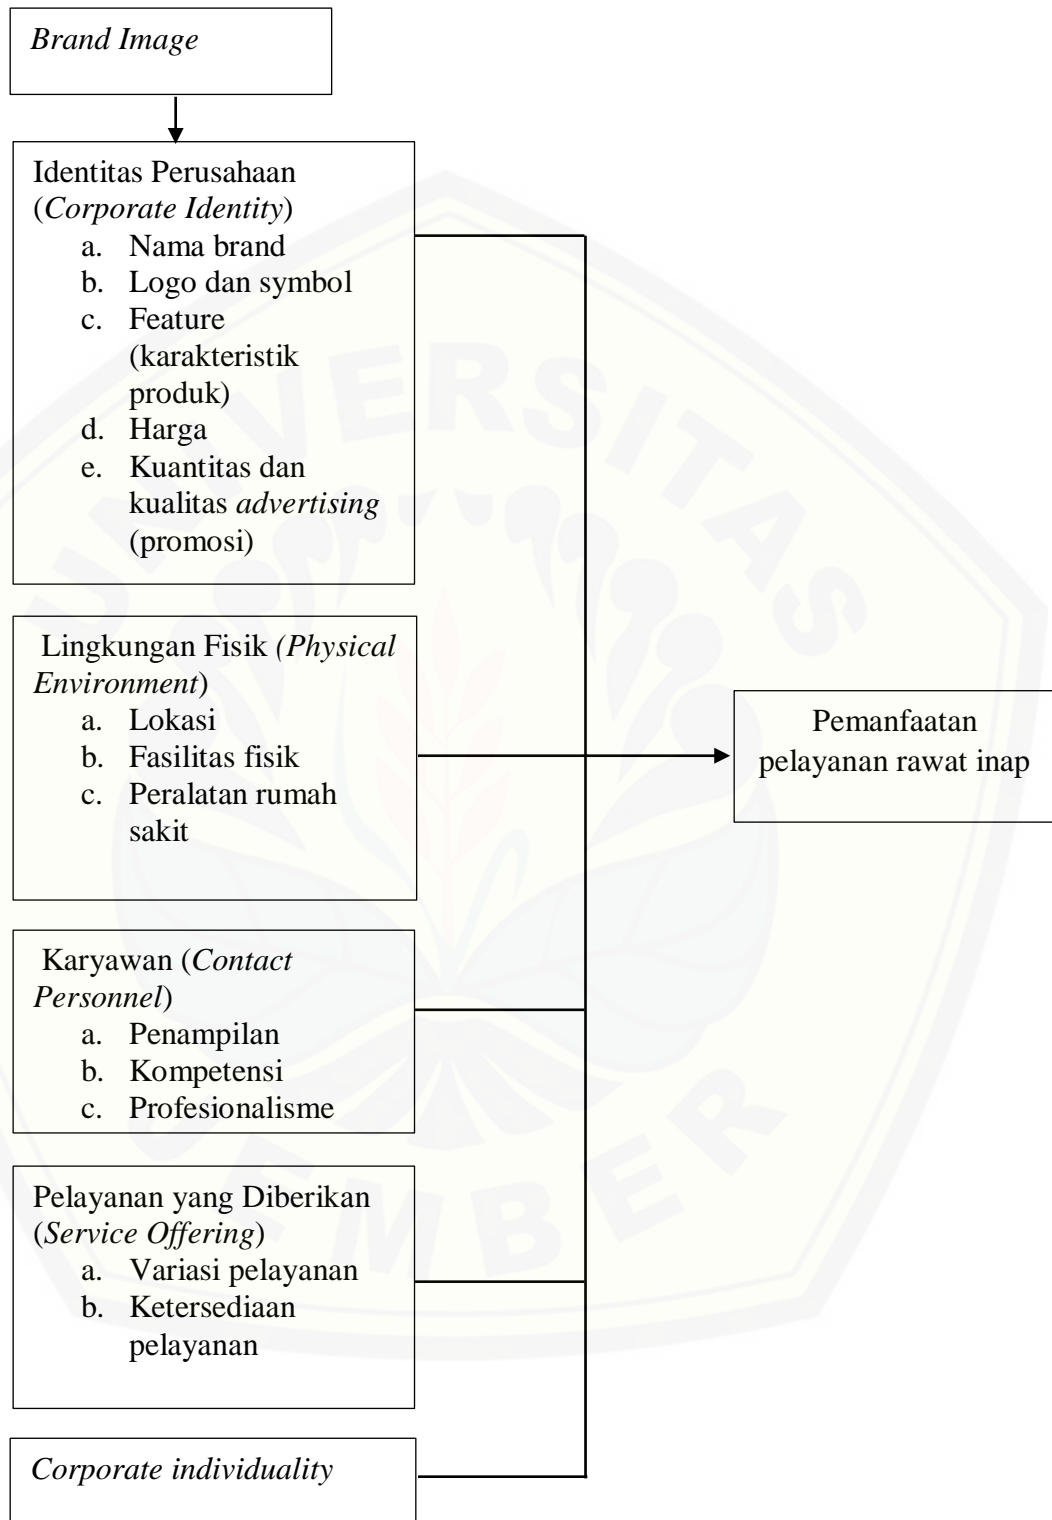 Brand Image
Identitas Perusahaan
(Corporate Identity)
a. Nama brand
b. Logo dan symbol
c. Feature
(karakteristik
produk)
d. Harga
e. Kuantitas dan
kualitas advertising
(promosi)
Lingkungan Fisik (Physical
Environment)
a. Lokasi
b. Fasilitas fisik
c. Peralatan rumah
sakit
Karyawan (Contact
Personnel)
a. Penampilan
b. Kompetensi
c. Profesionalisme
Pelayanan yang Diberikan
(Service Offering)
a. Variasi pelayanan
b. Ketersediaan
pelayanan
Corporate individuality
Pemanfaatan
pelayanan rawat inap
UNIVERSITAS
JEMBER